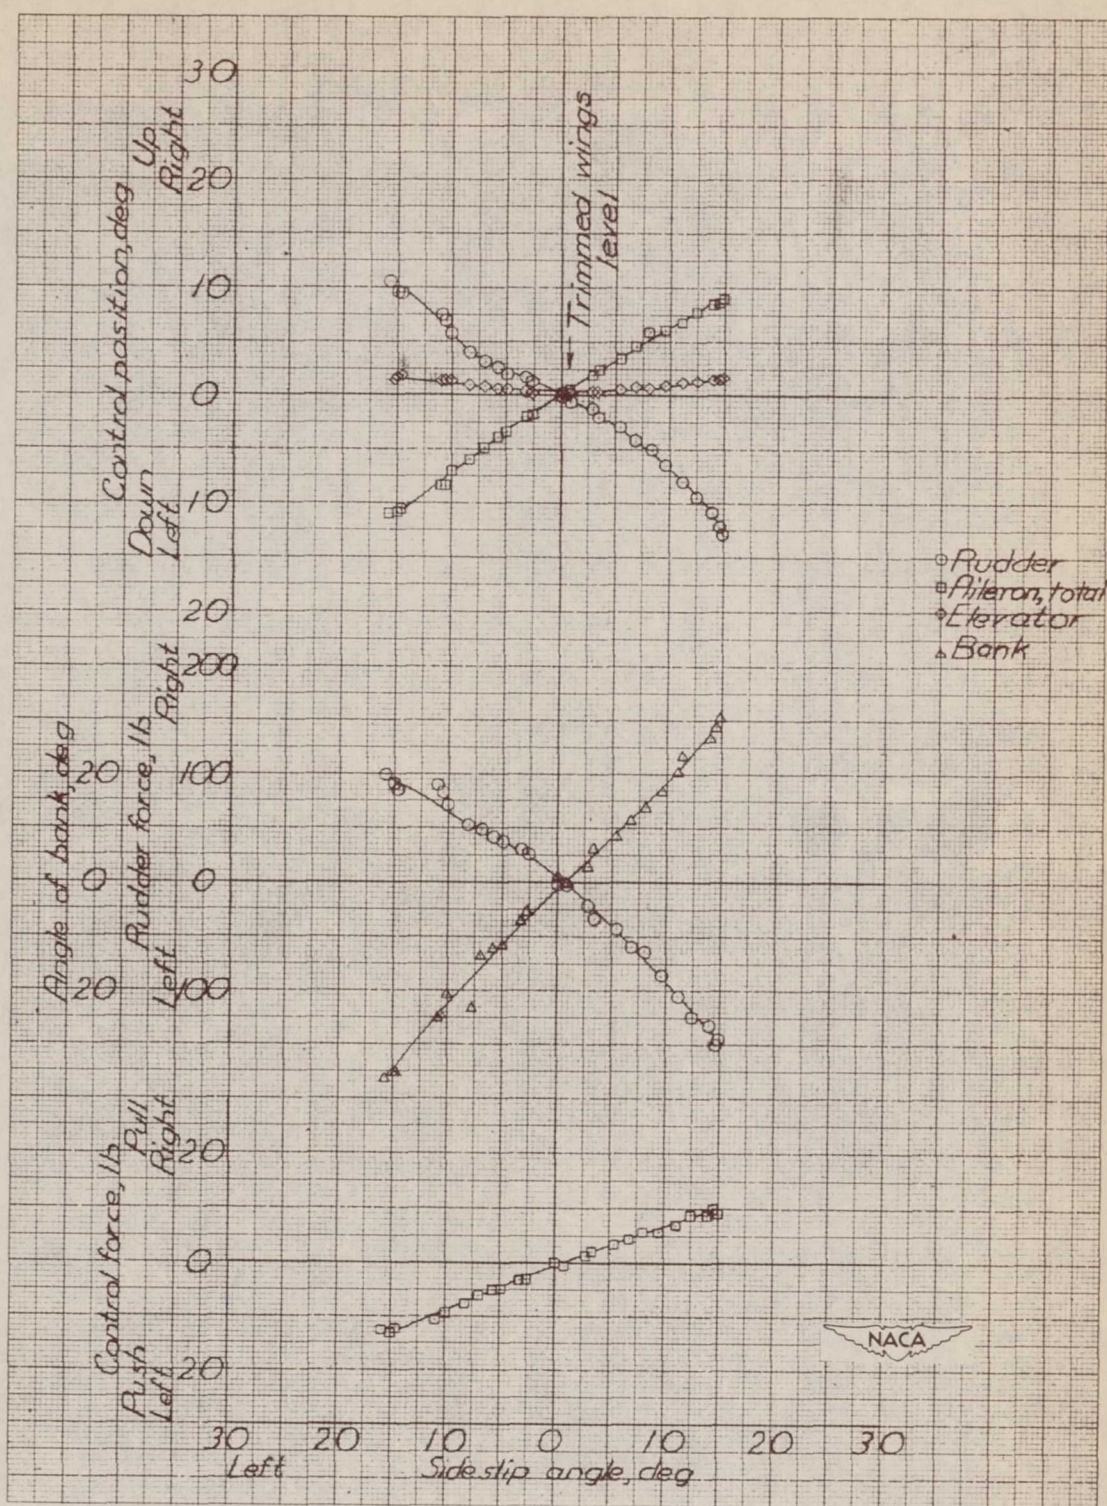 30
Up
Right
20
Control position, deg
10
0
Down
Left
10
20
Trimmed wings
level
Rudder
Aileron, total
Elevator
Bank
Right
200
Angle of bank, deg
Rudder force, lb
20
100
0
0
Left
20
100
Pull
Right
20
Control force, lb
0
Push
Left
20
NACA
30 20 10 0 10 20 30
Left
Sideslip angle, deg